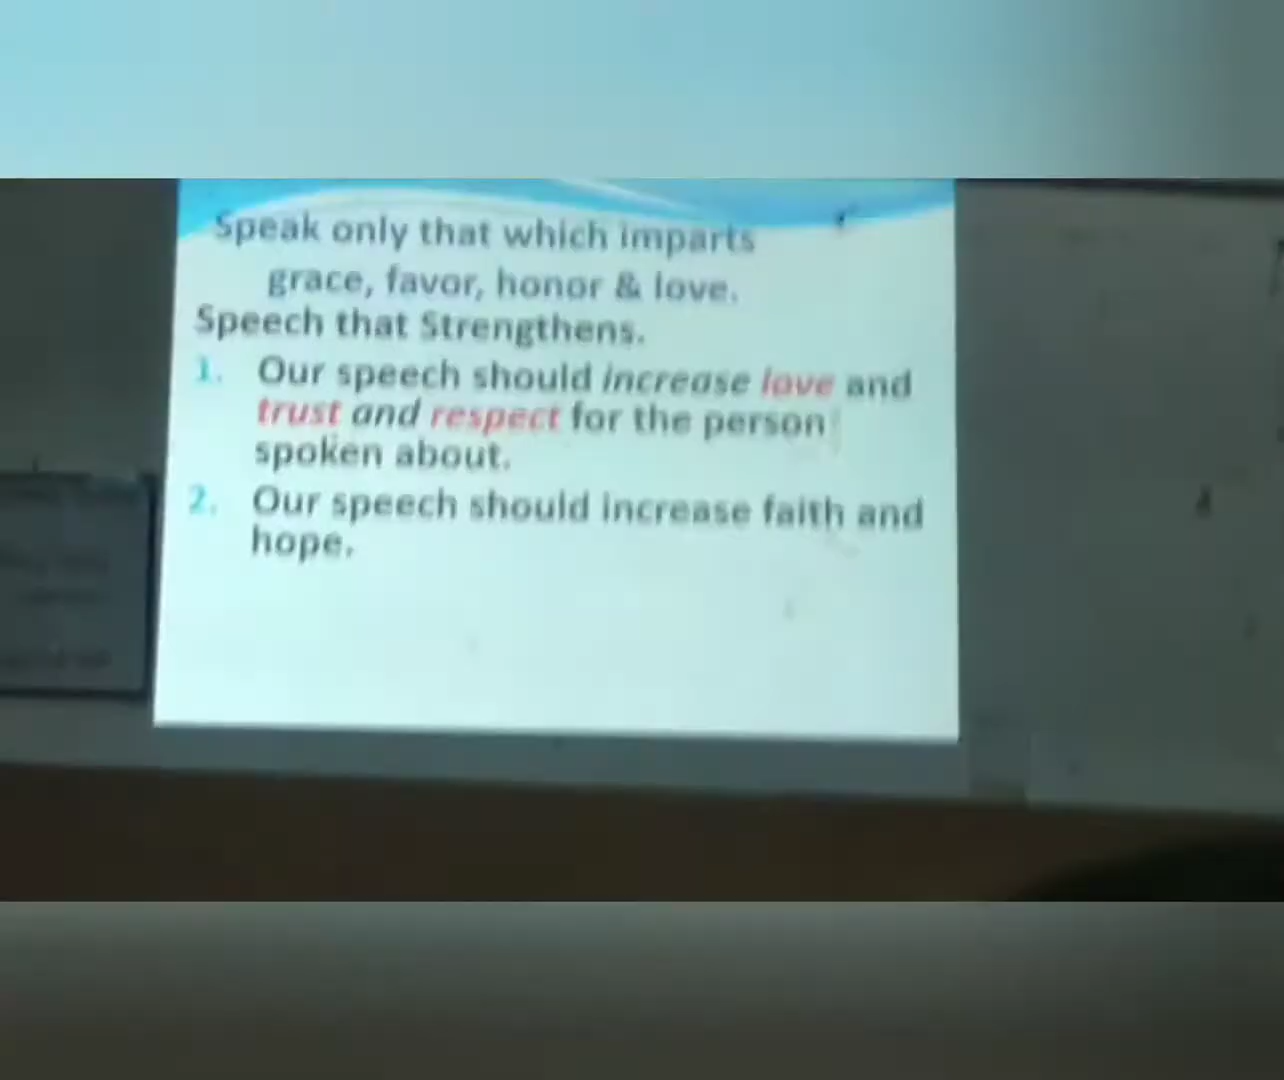 Speak only that which imparts
grace, favor, honor & love.
Speech that Strengthens.
1. Our speech should increase love and
trust and respect for the person
spoken about.
2. Our speech should increase faith and
hope.